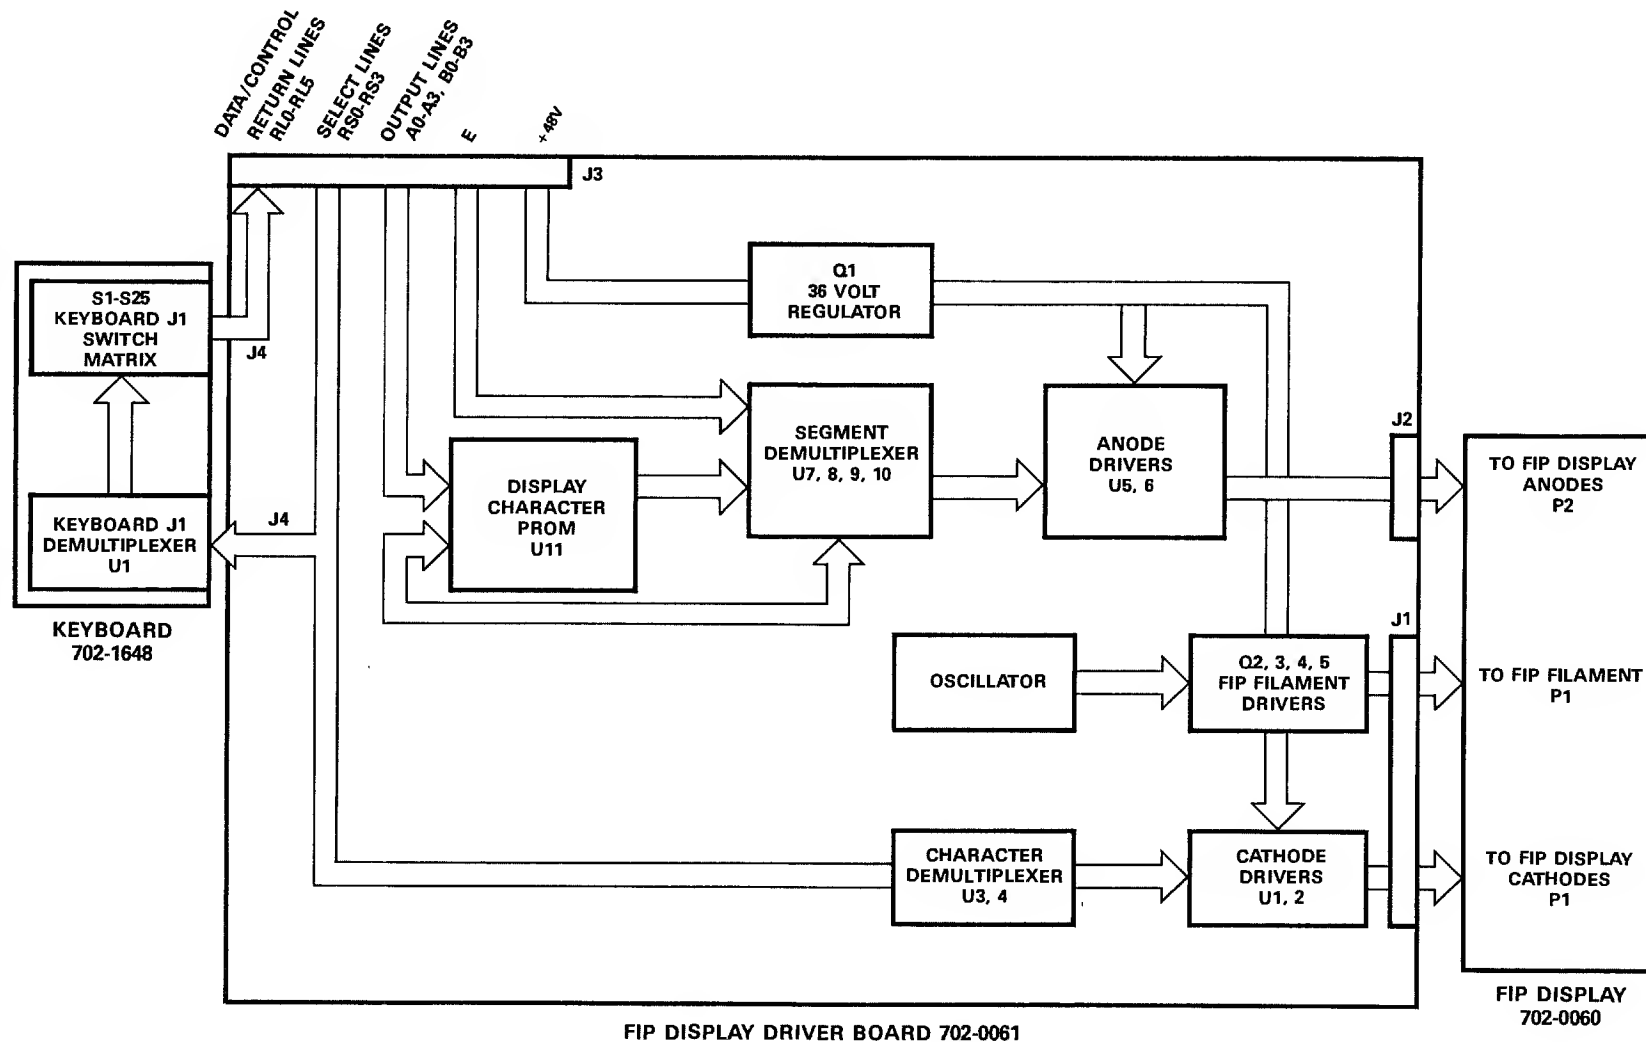 DATA/CONTROL
RETURN LINES
RL0-RL5
SELECT LINES
RS0-RS3
OUTPUT LINES
A0-A3, B0-B3
E
+48V
J3
S1-S25
KEYBOARD J1
SWITCH
MATRIX
J4
Q1
36 VOLT
REGULATOR
KEYBOARD J1
DEMULTIPLEXER
U1
J4
KEYBOARD
702-1648
DISPLAY
CHARACTER
PROM
U11
SEGMENT
DEMULTIPLEXER
U7, 8, 9, 10
ANODE
DRIVERS
U5, 6
J2
TO FIP DISPLAY
ANODES
P2
J1
OSCILLATOR
Q2, 3, 4, 5
FIP FILAMENT
DRIVERS
TO FIP FILAMENT
P1
CHARACTER
DEMULTIPLEXER
U3, 4
CATHODE
DRIVERS
U1, 2
TO FIP DISPLAY
CATHODES
P1
FIP DISPLAY
702-0060
FIP DISPLAY DRIVER BOARD 702-0061